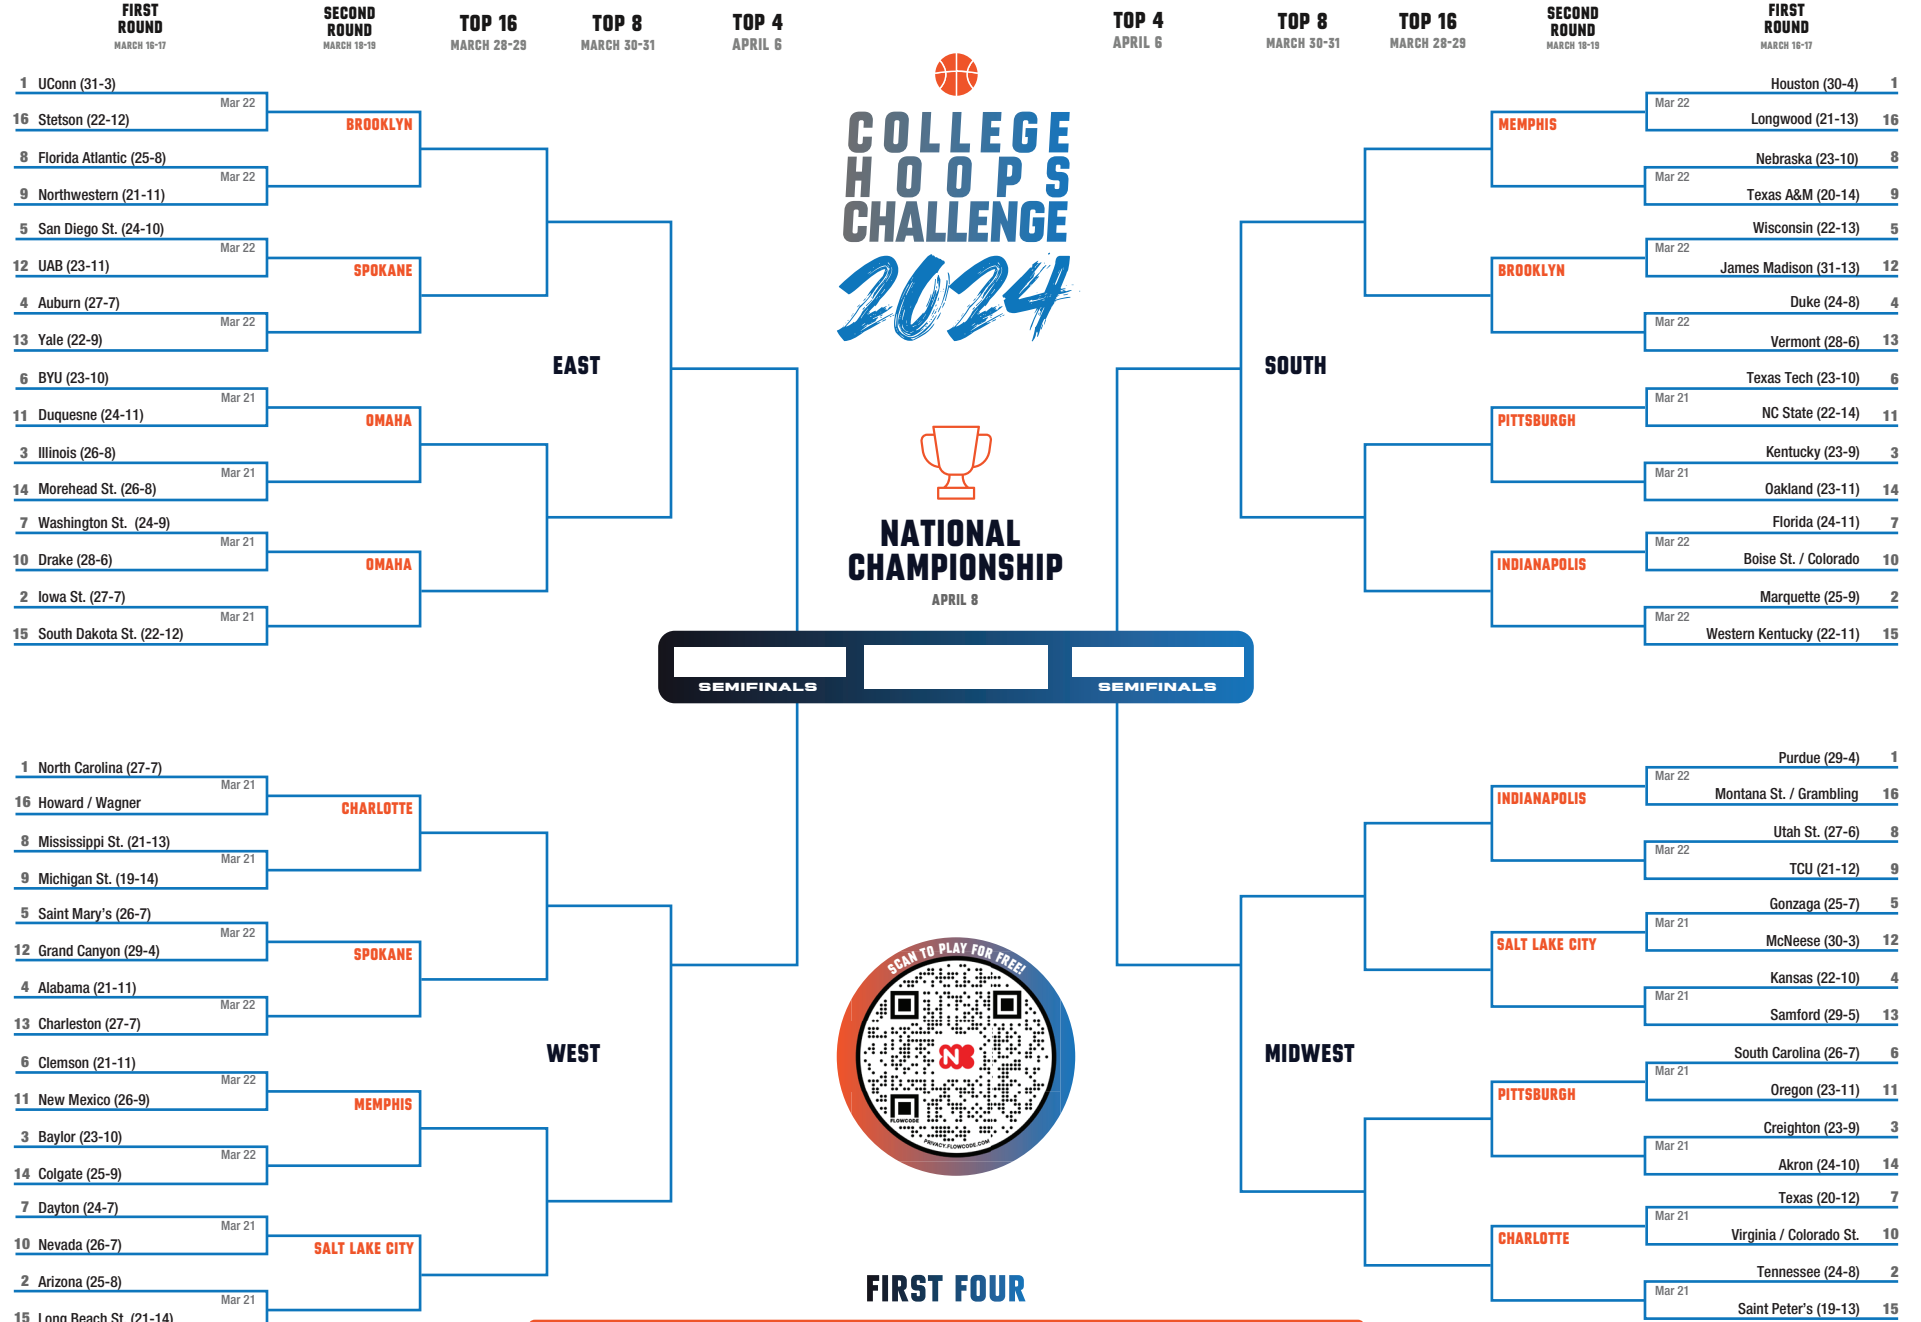 FIRST
ROUND
MARCH 16-17
SECOND
ROUND
MARCH 18-19
TOP 16
MARCH 28-29
TOP 8
MARCH 30-31
TOP 4
APRIL 6
TOP 4
APRIL 6
TOP 8
MARCH 30-31
TOP 16
MARCH 28-29
SECOND
ROUND
MARCH 18-19
FIRST
ROUND
MARCH 16-17
1 UConn (31-3)
Mar 22
16 Stetson (22-12)
BROOKLYN
8 Florida Atlantic (25-8)
Mar 22
9 Northwestern (21-11)
5 San Diego St. (24-10)
Mar 22
12 UAB (23-11)
SPOKANE
4 Auburn (27-7)
Mar 22
13 Yale (22-9)
EAST
6 BYU (23-10)
Mar 21
11 Duquesne (24-11)
OMAHA
3 Illinois (26-8)
Mar 21
14 Morehead St. (26-8)
7 Washington St. (24-9)
Mar 21
10 Drake (28-6)
OMAHA
2 Iowa St. (27-7)
Mar 21
15 South Dakota St. (22-12)
COLLEGE
HOOPS
CHALLENGE
2024
NATIONAL
CHAMPIONSHIP
APRIL 8
SEMIFINALS
SEMIFINALS
Houston (30-4) 1
Mar 22
Longwood (21-13) 16
MEMPHIS
Nebraska (23-10) 8
Mar 22
Texas A&M (20-14) 9
Wisconsin (22-13) 5
Mar 22
James Madison (31-13) 12
BROOKLYN
Duke (24-8) 4
Mar 22
Vermont (28-6) 13
SOUTH
Texas Tech (23-10) 6
Mar 21
NC State (22-14) 11
PITTSBURGH
Kentucky (23-9) 3
Mar 21
Oakland (23-11) 14
Florida (24-11) 7
Mar 22
Boise St. / Colorado 10
INDIANAPOLIS
Marquette (25-9) 2
Mar 22
Western Kentucky (22-11) 15
1 North Carolina (27-7)
Mar 21
16 Howard / Wagner
CHARLOTTE
8 Mississippi St. (21-13)
Mar 21
9 Michigan St. (19-14)
5 Saint Mary's (26-7)
Mar 22
12 Grand Canyon (29-4)
SPOKANE
4 Alabama (21-11)
Mar 22
13 Charleston (27-7)
WEST
6 Clemson (21-11)
Mar 22
11 New Mexico (26-9)
MEMPHIS
3 Baylor (23-10)
Mar 22
14 Colgate (25-9)
7 Dayton (24-7)
Mar 21
10 Nevada (26-7)
SALT LAKE CITY
2 Arizona (25-8)
Mar 21
15 Long Beach St. (21-14)
SCAN TO PLAY FOR FREE!
N
FLOWCODE
PRIVACY.FLOWCODE.COM
FIRST FOUR
Purdue (29-4) 1
Mar 22
Montana St. / Grambling 16
INDIANAPOLIS
Utah St. (27-6) 8
Mar 22
TCU (21-12) 9
Gonzaga (25-7) 5
Mar 21
McNeese (30-3) 12
SALT LAKE CITY
Kansas (22-10) 4
Mar 21
Samford (29-5) 13
MIDWEST
South Carolina (26-7) 6
Mar 21
Oregon (23-11) 11
PITTSBURGH
Creighton (23-9) 3
Mar 21
Akron (24-10) 14
Texas (20-12) 7
Mar 21
Virginia / Colorado St. 10
CHARLOTTE
Tennessee (24-8) 2
Mar 21
Saint Peter's (19-13) 15